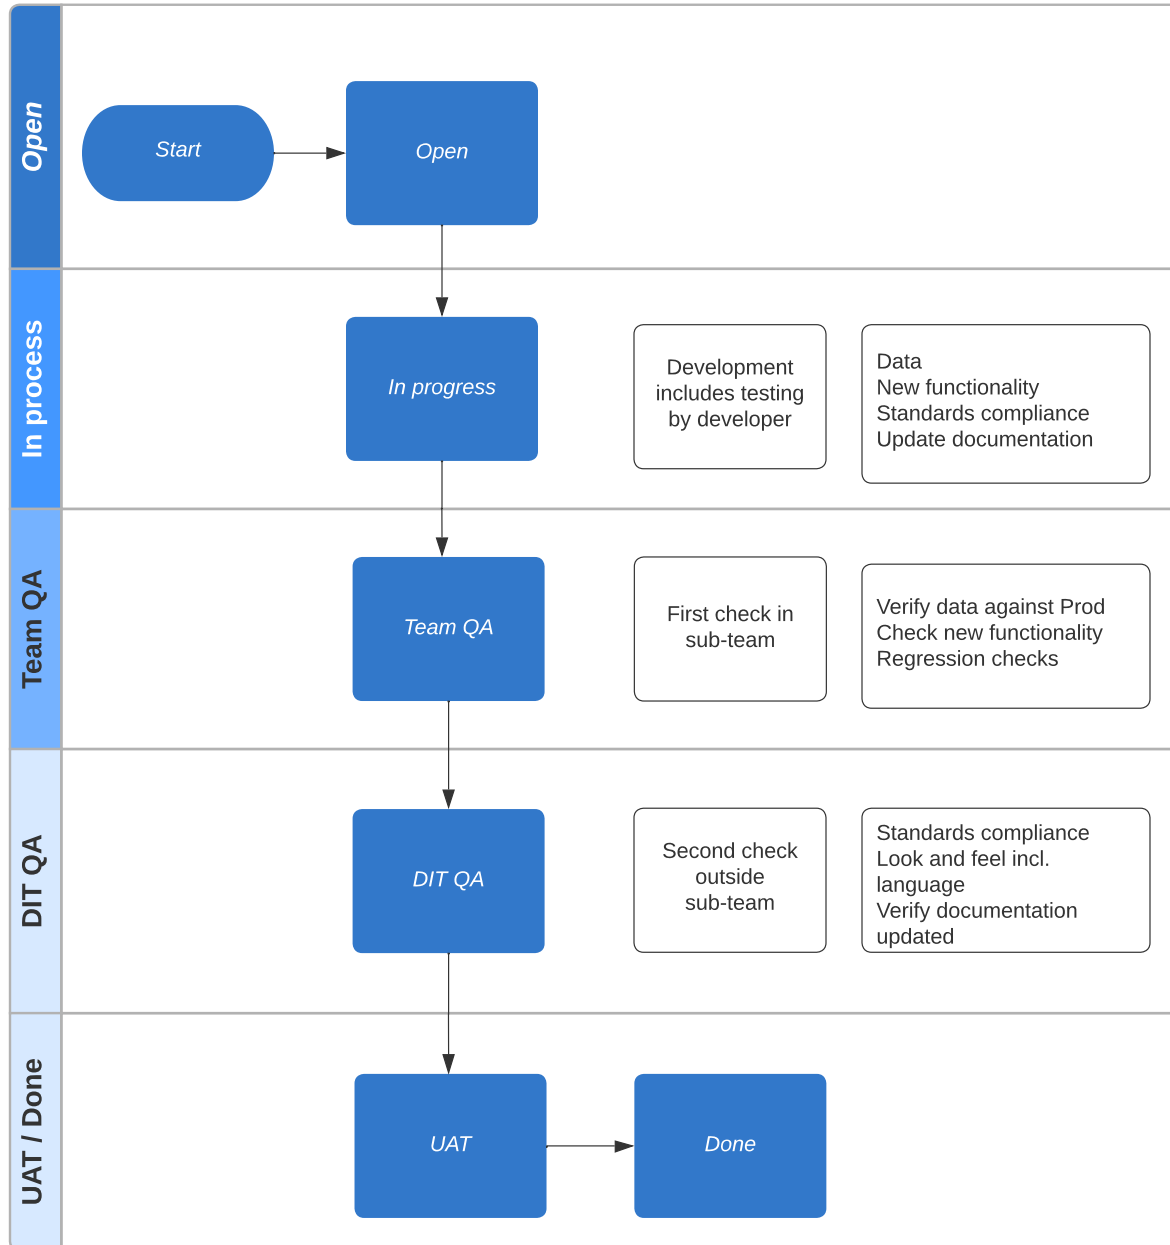 Open
Start
Open
In process
In progress
Development
includes testing
by developer
Data
New functionality
Standards compliance
Update documentation
Team QA
Team QA
First check in
sub-team
Verify data against Prod
Check new functionality
Regression checks
DIT QA
DIT QA
Second check
outside
sub-team
Standards compliance
Look and feel incl.
language
Verify documentation
updated
UAT / Done
UAT
Done